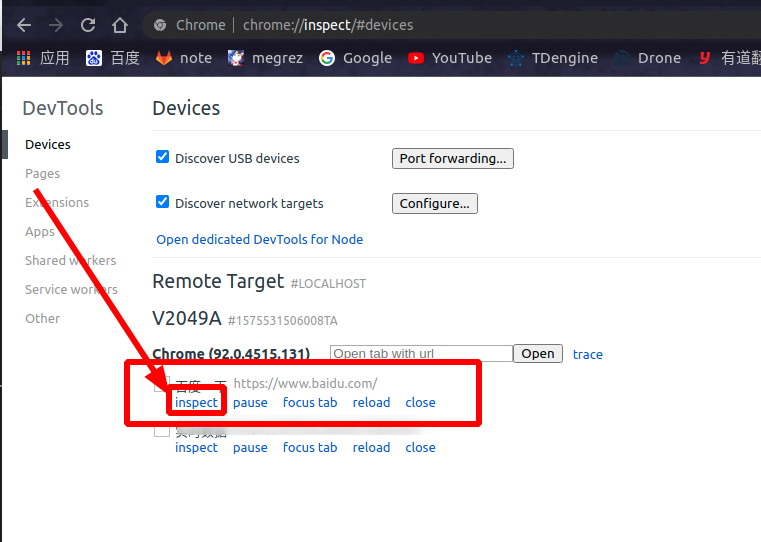 Chrome chrome://inspect/#devices
应用 百度 note megrez Google YouTube TDengine Drone 有道翻
DevTools
Devices
Pages
Extensions
Apps
Shared workers
Service workers
Other
Devices
Discover USB devices Port forwarding...
Discover network targets Configure...
Open dedicated DevTools for Node
Remote Target #LOCALHOST
V2049A #1575531506008TA
Chrome (92.0.4515.131) Open tab with url Open trace
百度一下 https://www.baidu.com/
inspect pause focus tab reload close
实时数据
inspect pause focus tab reload close